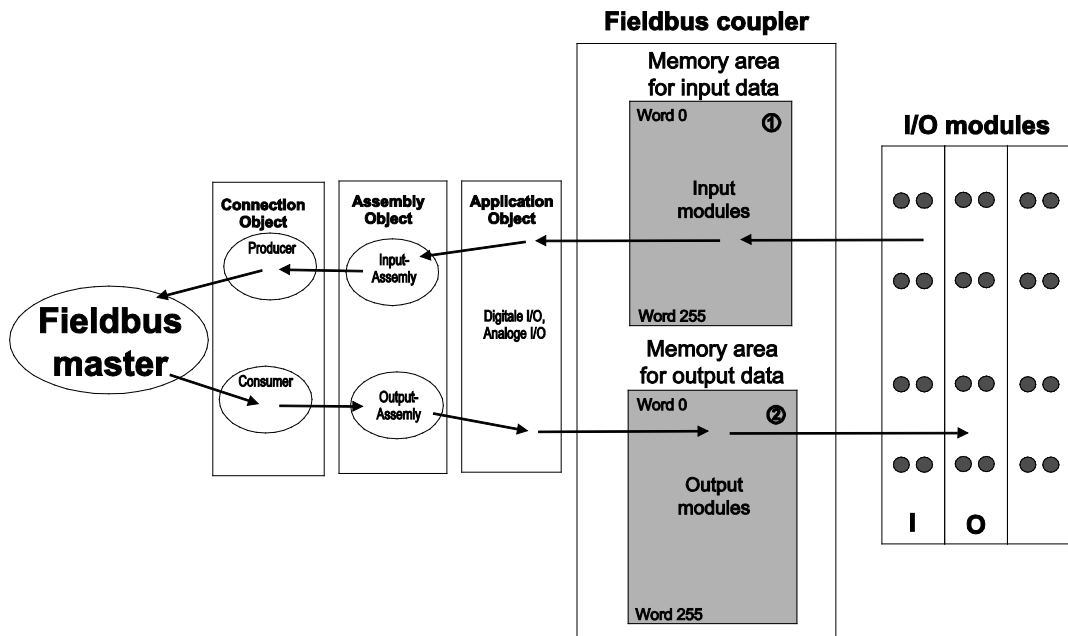 Fieldbus coupler
Memory area
for input data
Word 0
①
Input
modules
Word 255
Memory area
for output data
Word 0
②
Output
modules
Word 255
I/O modules
I
O
Connection
Object
Producer
Consumer
Assembly
Object
Input-
Assemly
Output-
Assemly
Application
Object
Digitale I/O,
Analoge I/O
Fieldbus
master